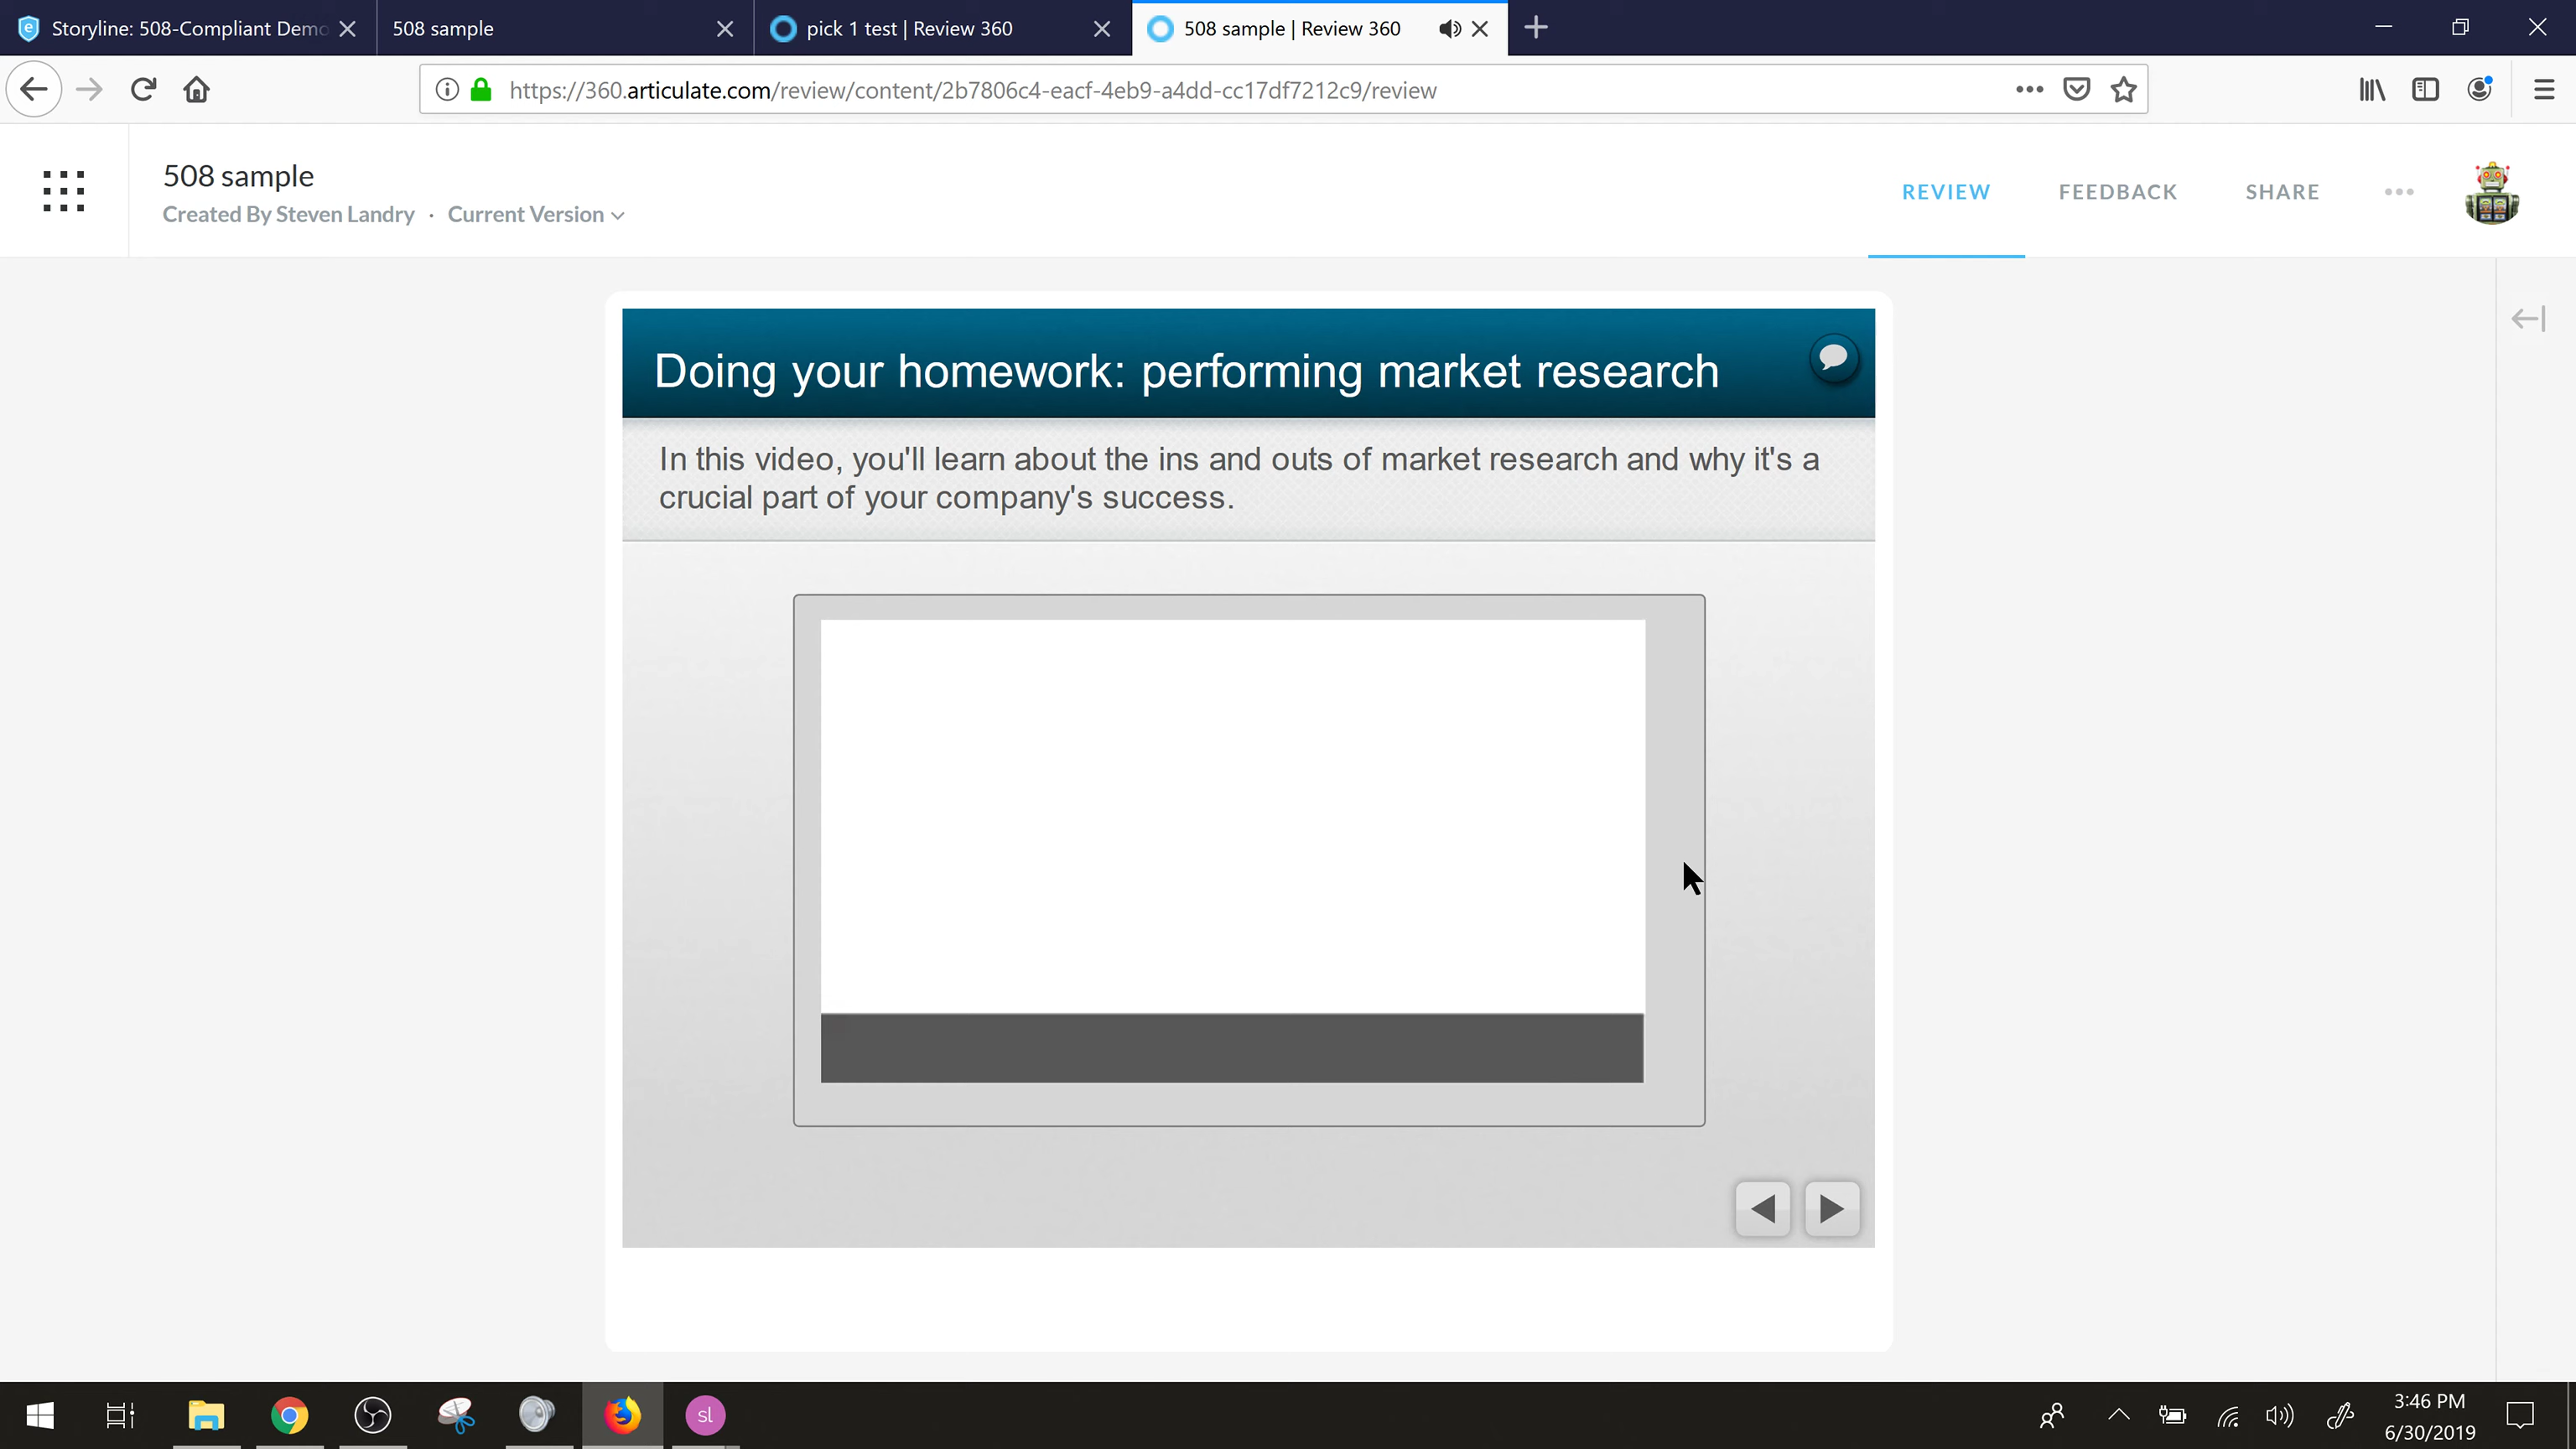 Storyline: 508-Compliant Demo
508 sample
pick 1 test | Review 360
508 sample | Review 360
https://360.articulate.com/review/content/2b7806c4-eacf-4eb9-a4dd-cc17df7212c9/review
508 sample
Created By Steven Landry · Current Version
REVIEW
FEEDBACK
SHARE
Doing your homework: performing market research
In this video, you'll learn about the ins and outs of market research and why it's a
crucial part of your company's success.
sl
3:46 PM
6/30/2019